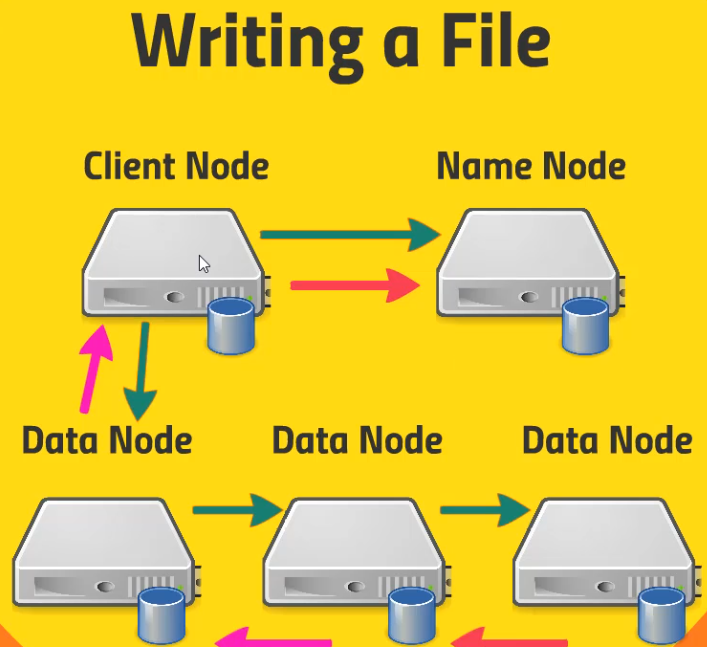 Writing a File
Client Node
Name Node
Data Node
Data Node
Data Node